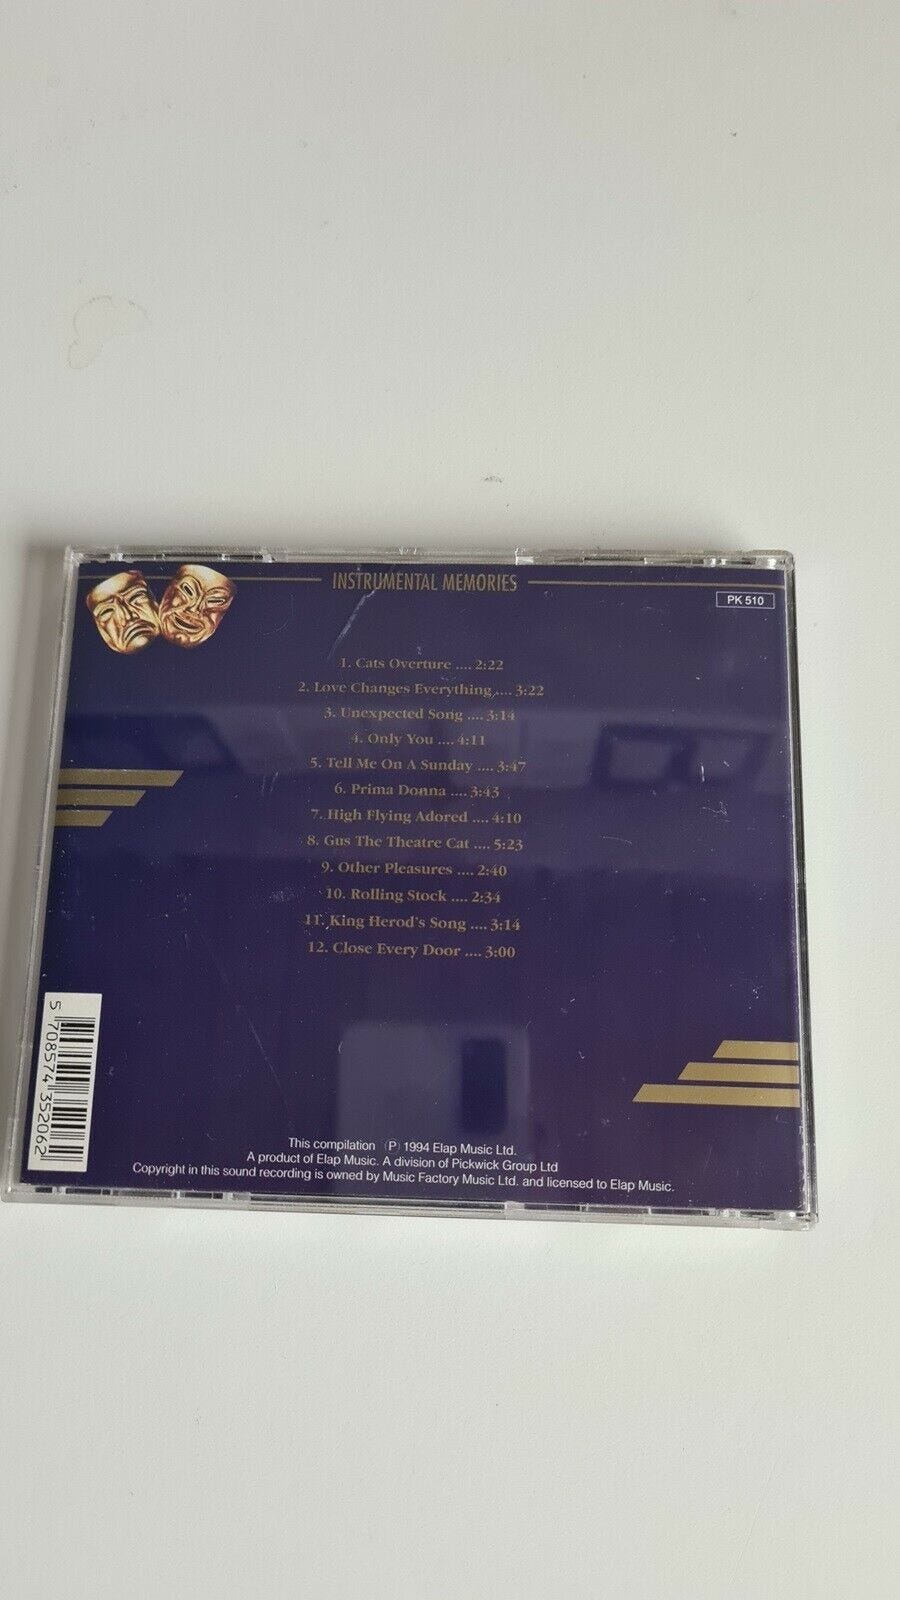 INSTRUMENTAL MEMORIES
PK 510
1. Cats Overture .... 2:22
2. Love Changes Everything .... 3:22
3. Unexpected Song .... 3:14
4. Only You .... 4:11
5. Tell Me On A Sunday .... 3:47
6. Prima Donna .... 3:43
7. High Flying Adored .... 4:10
8. Gus The Theatre Cat .... 5:23
9. Other Pleasures .... 2:40
10. Rolling Stock .... 2:34
11. King Herod's Song .... 3:14
12. Close Every Door .... 3:00
5 708574 352062
This compilation Ⓟ 1994 Elap Music Ltd.
A product of Elap Music. A division of Pickwick Group Ltd
Copyright in this sound recording is owned by Music Factory Music Ltd. and licensed to Elap Music.